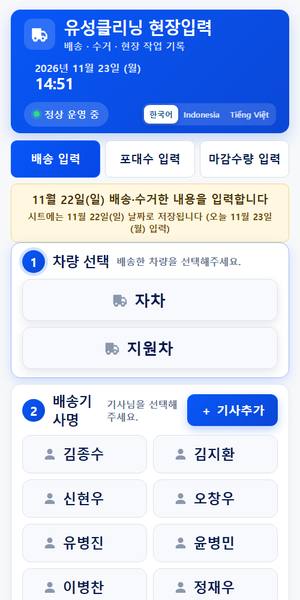 유성클리닝 현장입력
배송 · 수거 · 현장 작업 기록
2026년 11월 23일 (월)
14:51
정상 운영 중
한국어 Indonesia Tiếng Việt
배송 입력 포대수 입력 마감수량 입력
11월 22일(일) 배송·수거한 내용을 입력합니다
시트에는 11월 22일(일) 날짜로 저장됩니다 (오늘 11월 23일
(월) 입력)
1 차량 선택 배송한 차량을 선택해주세요.
자차
지원차
2 배송기
사명
기사님을 선택해
주세요.
+ 기사추가
김종수 김지환
신현우 오창우
유병진 윤병민
이병찬 정재우